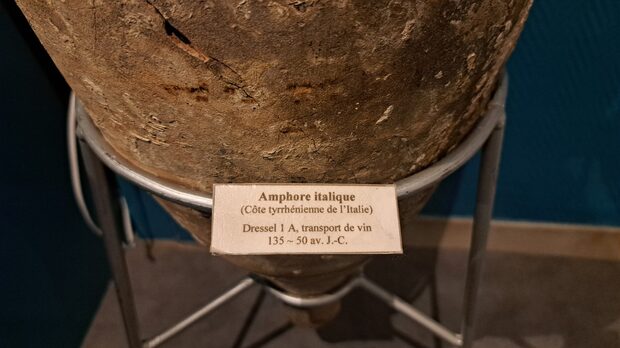 Amphore italique
(Côte tyrrhénienne de l'Italie)
Dressel 1 A, transport de vin
135 ~ 50 av. J.-C.